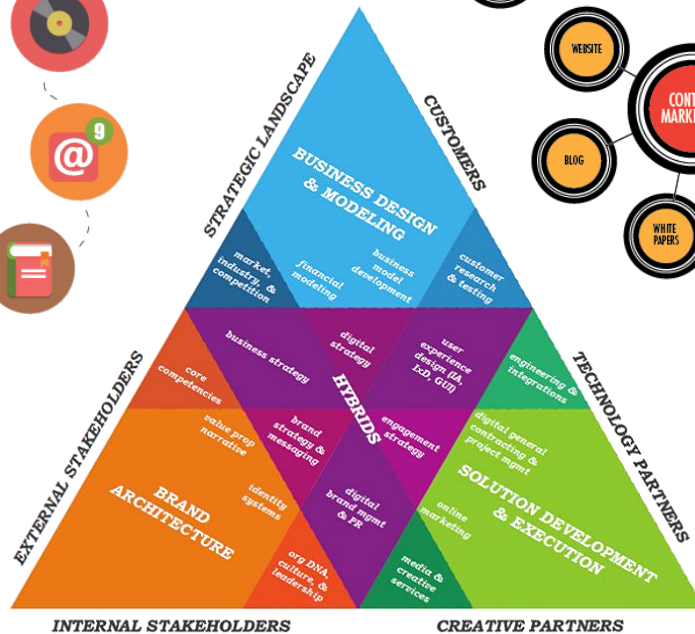 9
@
WEBSITE
BLOG
WHITE
PAPERS
STRATEGIC LANDSCAPE
CUSTOMERS
EXTERNAL STAKEHOLDERS
TECHNOLOGY PARTNERS
BUSINESS DESIGN
& MODELING
market,
industry, &
competition
financial
modeling
business
model
development
customer
research
& testing
business strategy
digital
strategy
user
experience
design (IA,
IxD, GUI)
HYBRIDS
core
competencies
engineering &
integrations
value prop
narrative
brand
strategy &
messaging
engagement
strategy
digital general
contracting &
project mgmt
BRAND
ARCHITECTURE
identity
systems
digital
brand mgmt
& PR
online
marketing
SOLUTION DEVELOPMENT
& EXECUTION
org DNA,
culture, &
leadership
media &
creative
services
INTERNAL STAKEHOLDERS
CREATIVE PARTNERS